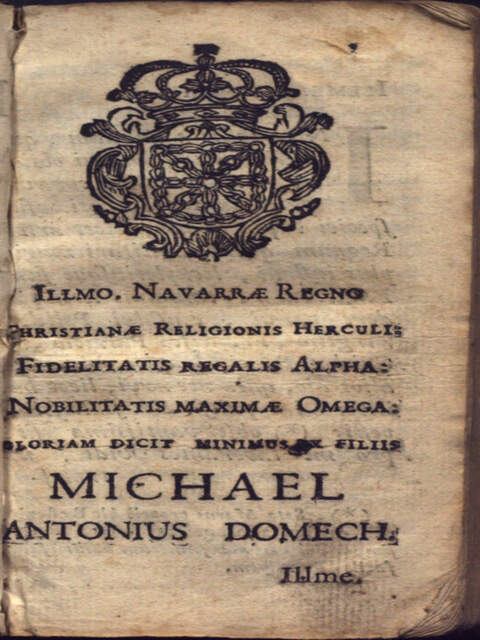 ILLMO. NAVARRÆ REGNO
CHRISTIANÆ RELIGIONIS HERCULI:
FIDELITATIS REGALIS ALPHA:
NOBILITATIS MAXIMÆ OMEGA:
GLORIAM DICIT MINIMUS EX FILIIS
MICHAEL
ANTONIUS DOMECH.
Illme.